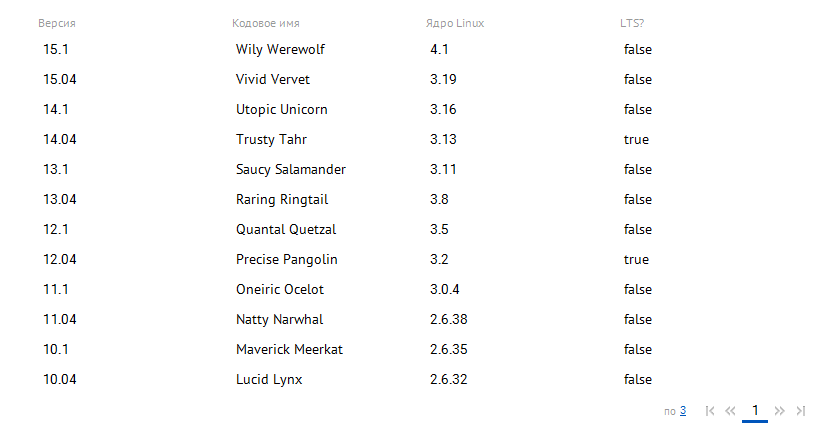 Версия Кодовое имя Ядро Linux LTS?
15.1 Wily Werewolf 4.1 false
15.04 Vivid Vervet 3.19 false
14.1 Utopic Unicorn 3.16 false
14.04 Trusty Tahr 3.13 true
13.1 Saucy Salamander 3.11 false
13.04 Raring Ringtail 3.8 false
12.1 Quantal Quetzal 3.5 false
12.04 Precise Pangolin 3.2 true
11.1 Oneiric Ocelot 3.0.4 false
11.04 Natty Narwhal 2.6.38 false
10.1 Maverick Meerkat 2.6.35 false
10.04 Lucid Lynx 2.6.32 false
по 3 1